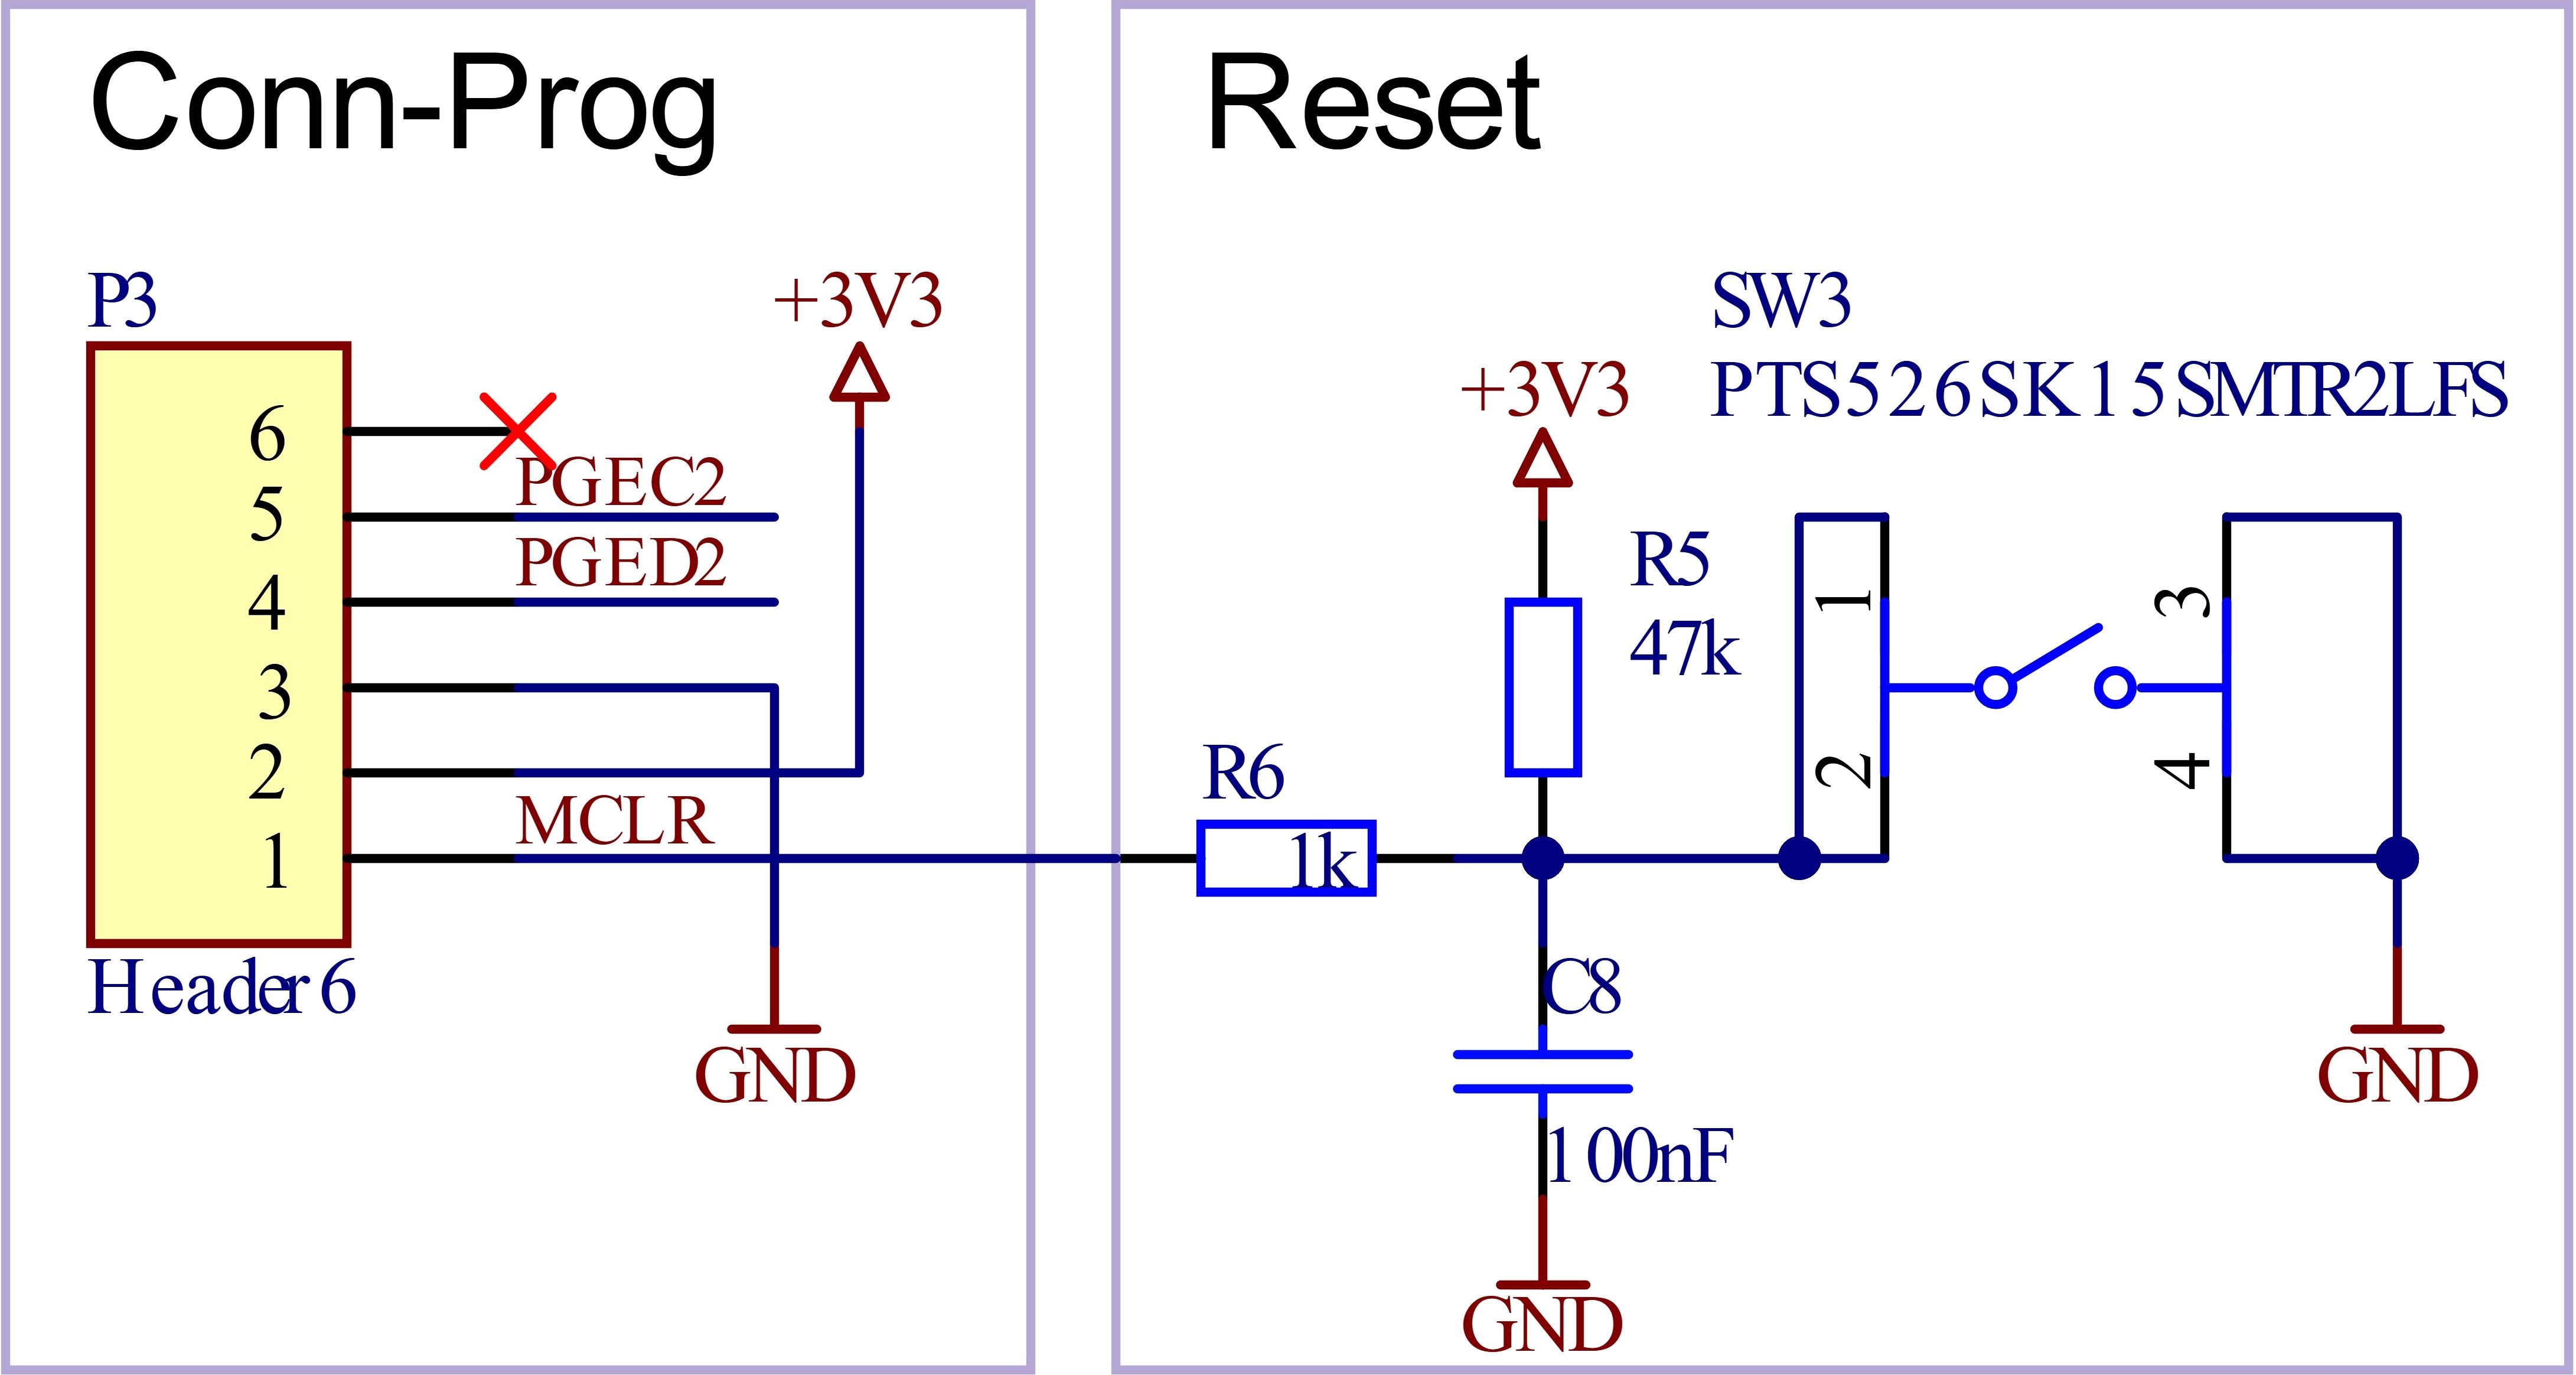 Conn-Prog
P3
+3V3
6
5
PGEC2
4
PGED2
3
2
1
MCLR
Header 6
GND
Reset
SW3
PTS526SK15SMTR2LFS
+3V3
R5
47k
1
2
3
4
R6
1k
C8
100nF
GND
GND